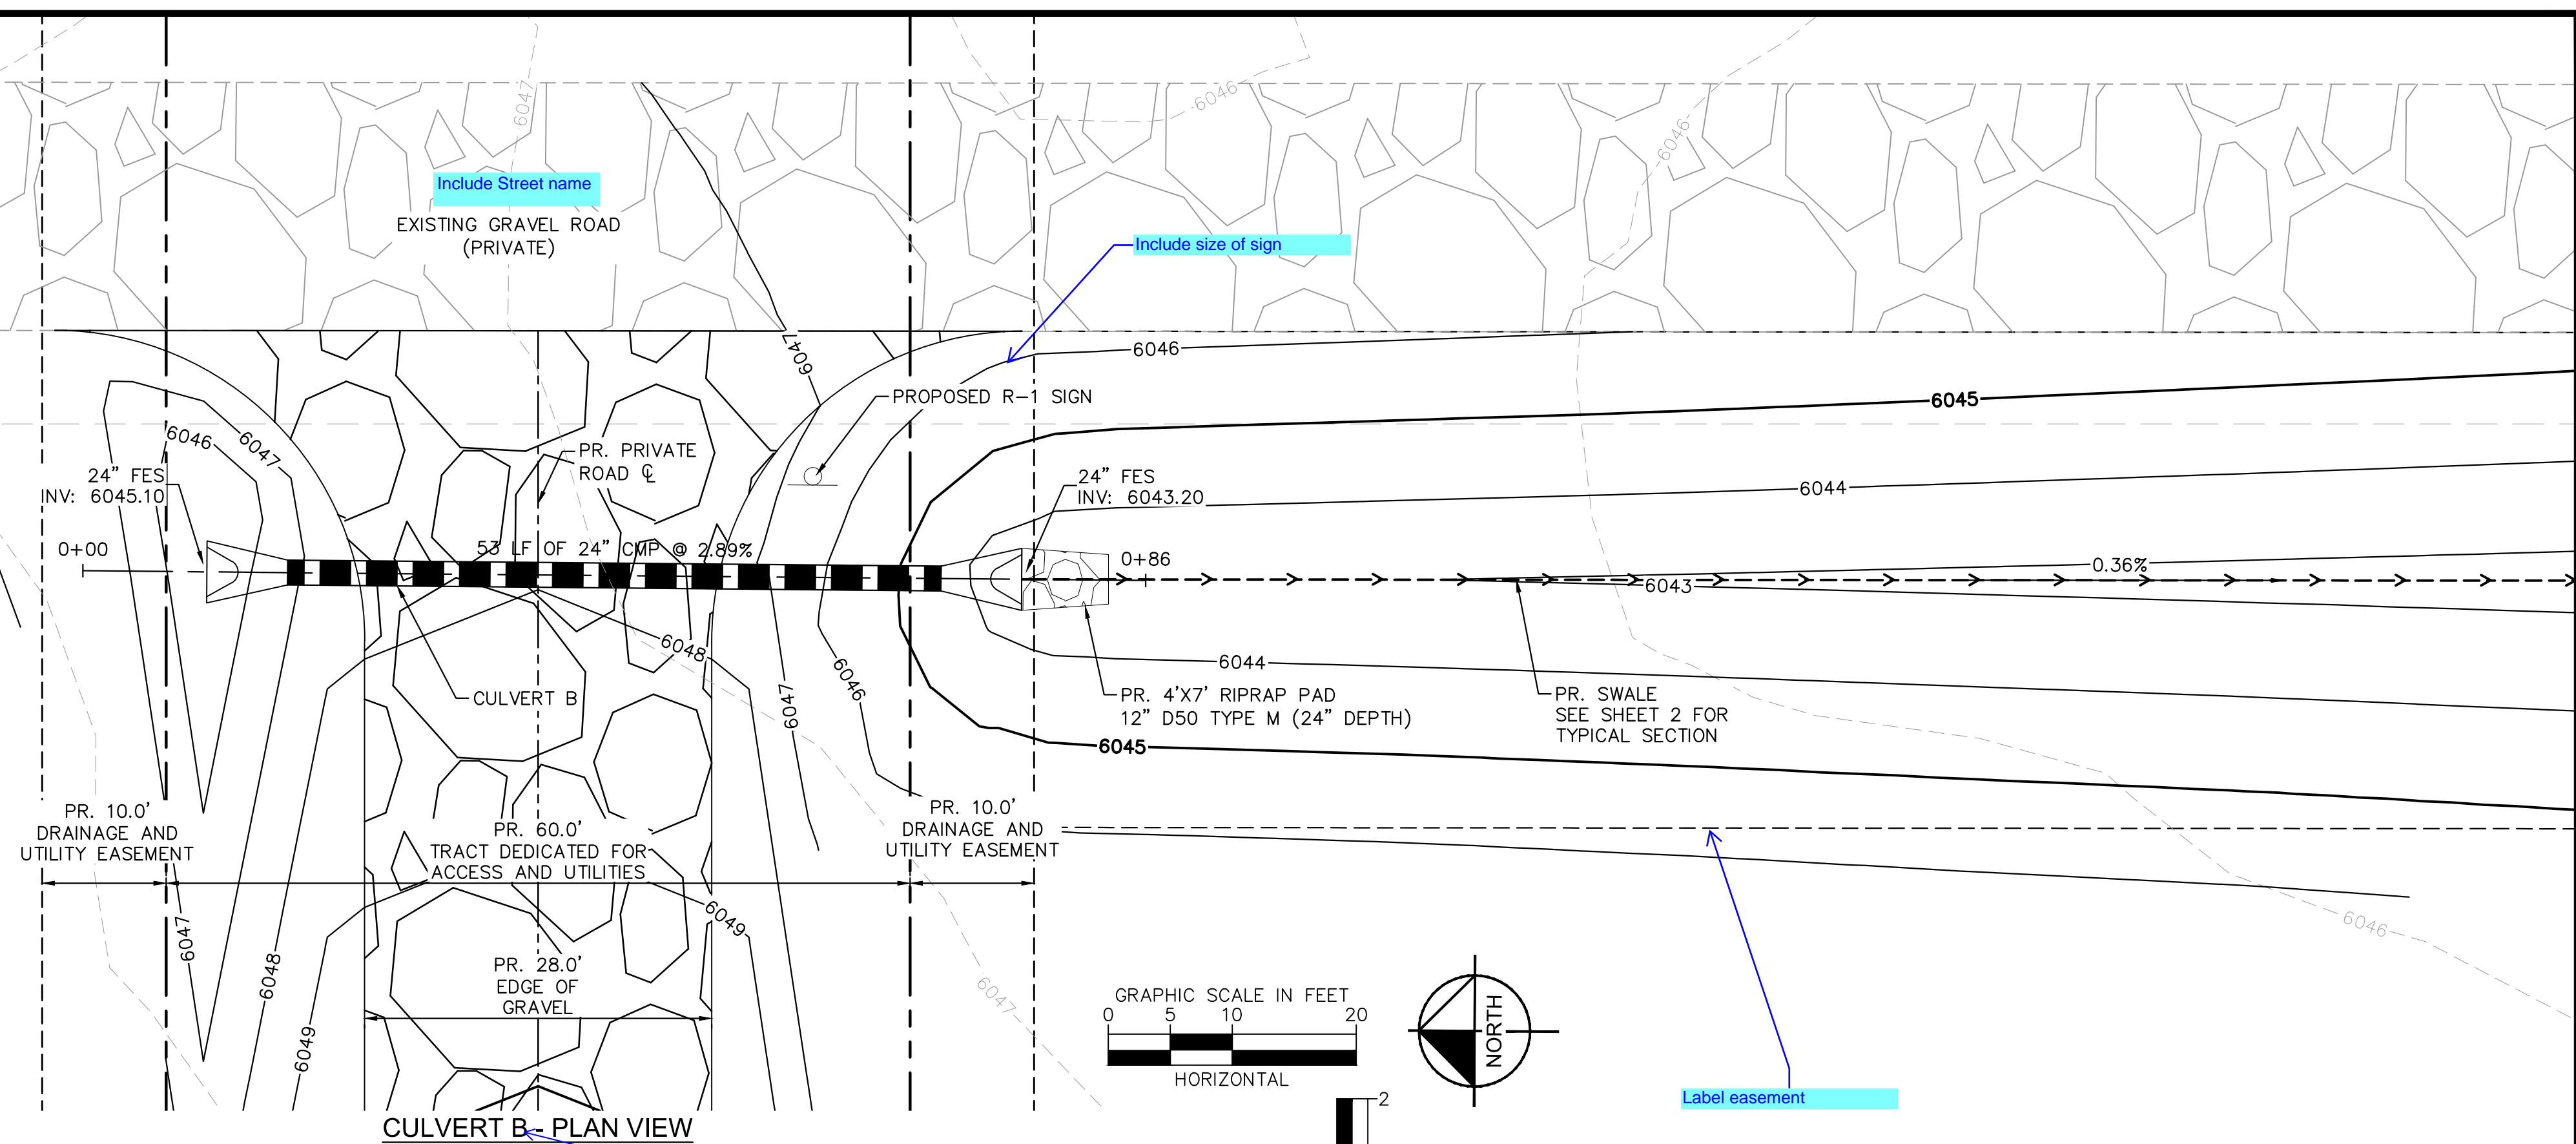 6047
6046
6046
Include Street name
EXISTING GRAVEL ROAD
(PRIVATE)
Include size of sign
6047
6046
PROPOSED R-1 SIGN
6045
6046
6047
PR. PRIVATE
ROAD ℄
24" FES
INV: 6045.10
24" FES
INV: 6043.20
6044
0+00
53 LF OF 24" CMP @ 2.89%
0+86
0.36%
6043
6048
6044
6046
6047
CULVERT B
PR. 4'X7' RIPRAP PAD
12" D50 TYPE M (24" DEPTH)
PR. SWALE
SEE SHEET 2 FOR
TYPICAL SECTION
6045
PR. 10.0'
DRAINAGE AND
UTILITY EASEMENT
PR. 60.0'
TRACT DEDICATED FOR
ACCESS AND UTILITIES
PR. 10.0'
DRAINAGE AND
UTILITY EASEMENT
6047
6048
6049
6049
6046
PR. 28.0'
EDGE OF
GRAVEL
6047
GRAPHIC SCALE IN FEET
0 5 10 20
HORIZONTAL
NORTH
Label easement
2
CULVERT B - PLAN VIEW